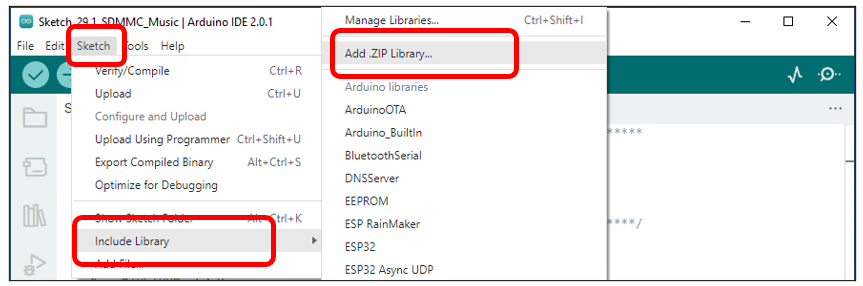 Sketch_29.1_SDMMC_Music | Arduino IDE 2.0.1
File Edit Sketch Tools Help
Verify/Compile Ctrl+R
Upload Ctrl+U
Configure and Upload
Upload Using Programmer Ctrl+Shift+U
Export Compiled Binary Alt+Ctrl+S
Optimize for Debugging
Show Sketch Folder Alt+Ctrl+K
Include Library
Add File...
Manage Libraries... Ctrl+Shift+I
Add .ZIP Library...
Arduino libraries
ArduinoOTA
Arduino_BuiltIn
BluetoothSerial
DNSServer
EEPROM
ESP RainMaker
ESP32
ESP32 Async UDP
*****
****/